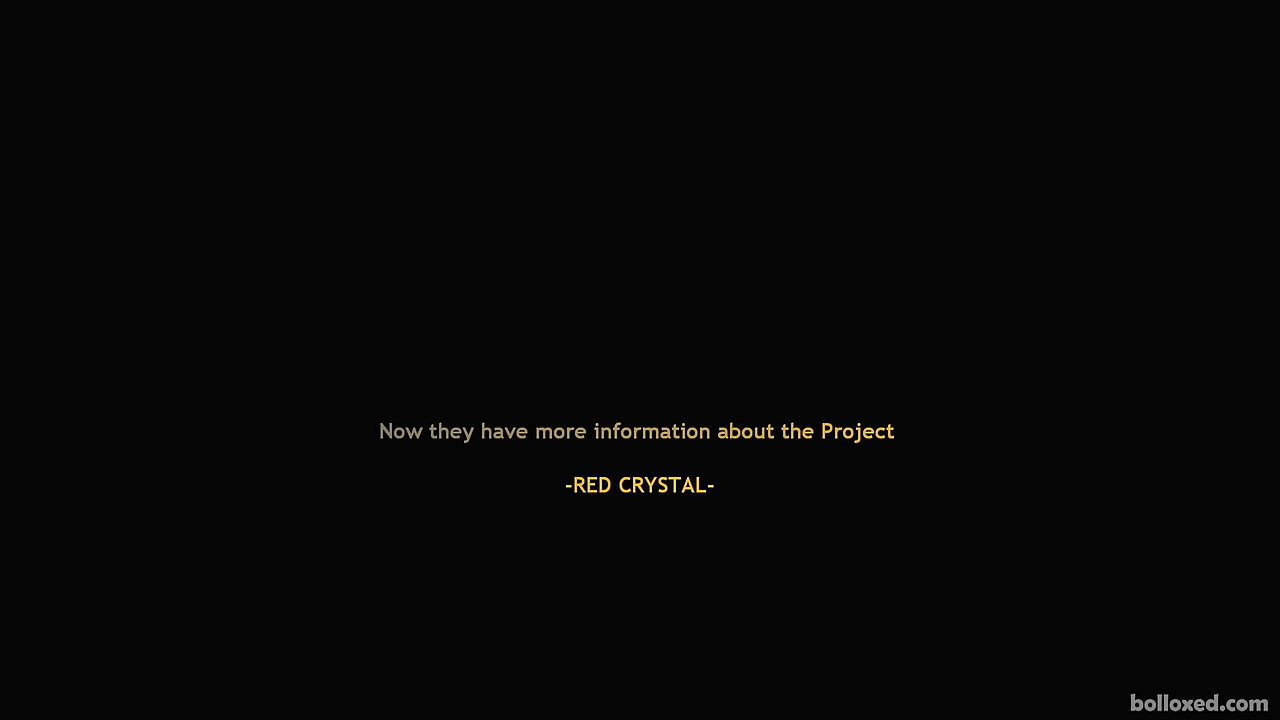 Now they have more information about the Project
-RED CRYSTAL-
bolloxed.com